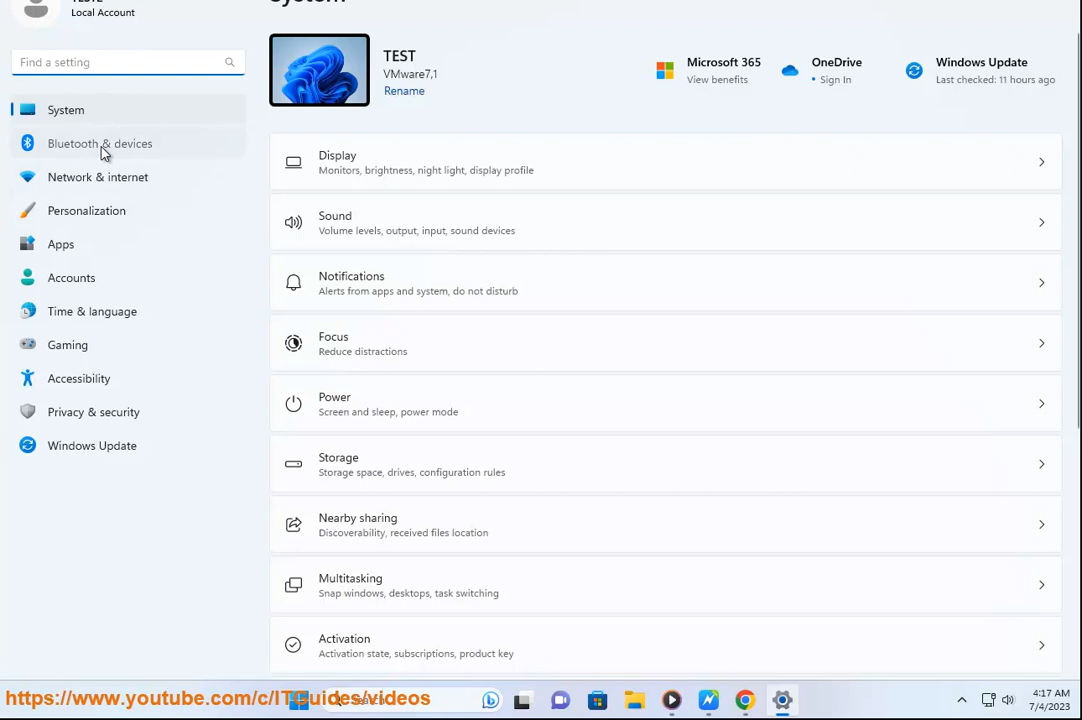 Local Account
System
Find a setting
System
Bluetooth & devices
Network & internet
Personalization
Apps
Accounts
Time & language
Gaming
Accessibility
Privacy & security
Windows Update
TEST
VMware7,1
Rename
Microsoft 365
View benefits
OneDrive
• Sign In
Windows Update
Last checked: 11 hours ago
Display
Monitors, brightness, night light, display profile
Sound
Volume levels, output, input, sound devices
Notifications
Alerts from apps and system, do not disturb
Focus
Reduce distractions
Power
Screen and sleep, power mode
Storage
Storage space, drives, configuration rules
Nearby sharing
Discoverability, received files location
Multitasking
Snap windows, desktops, task switching
Activation
Activation state, subscriptions, product key
https://www.youtube.com/c/ITGuides/videos
4:17 AM
7/4/2023